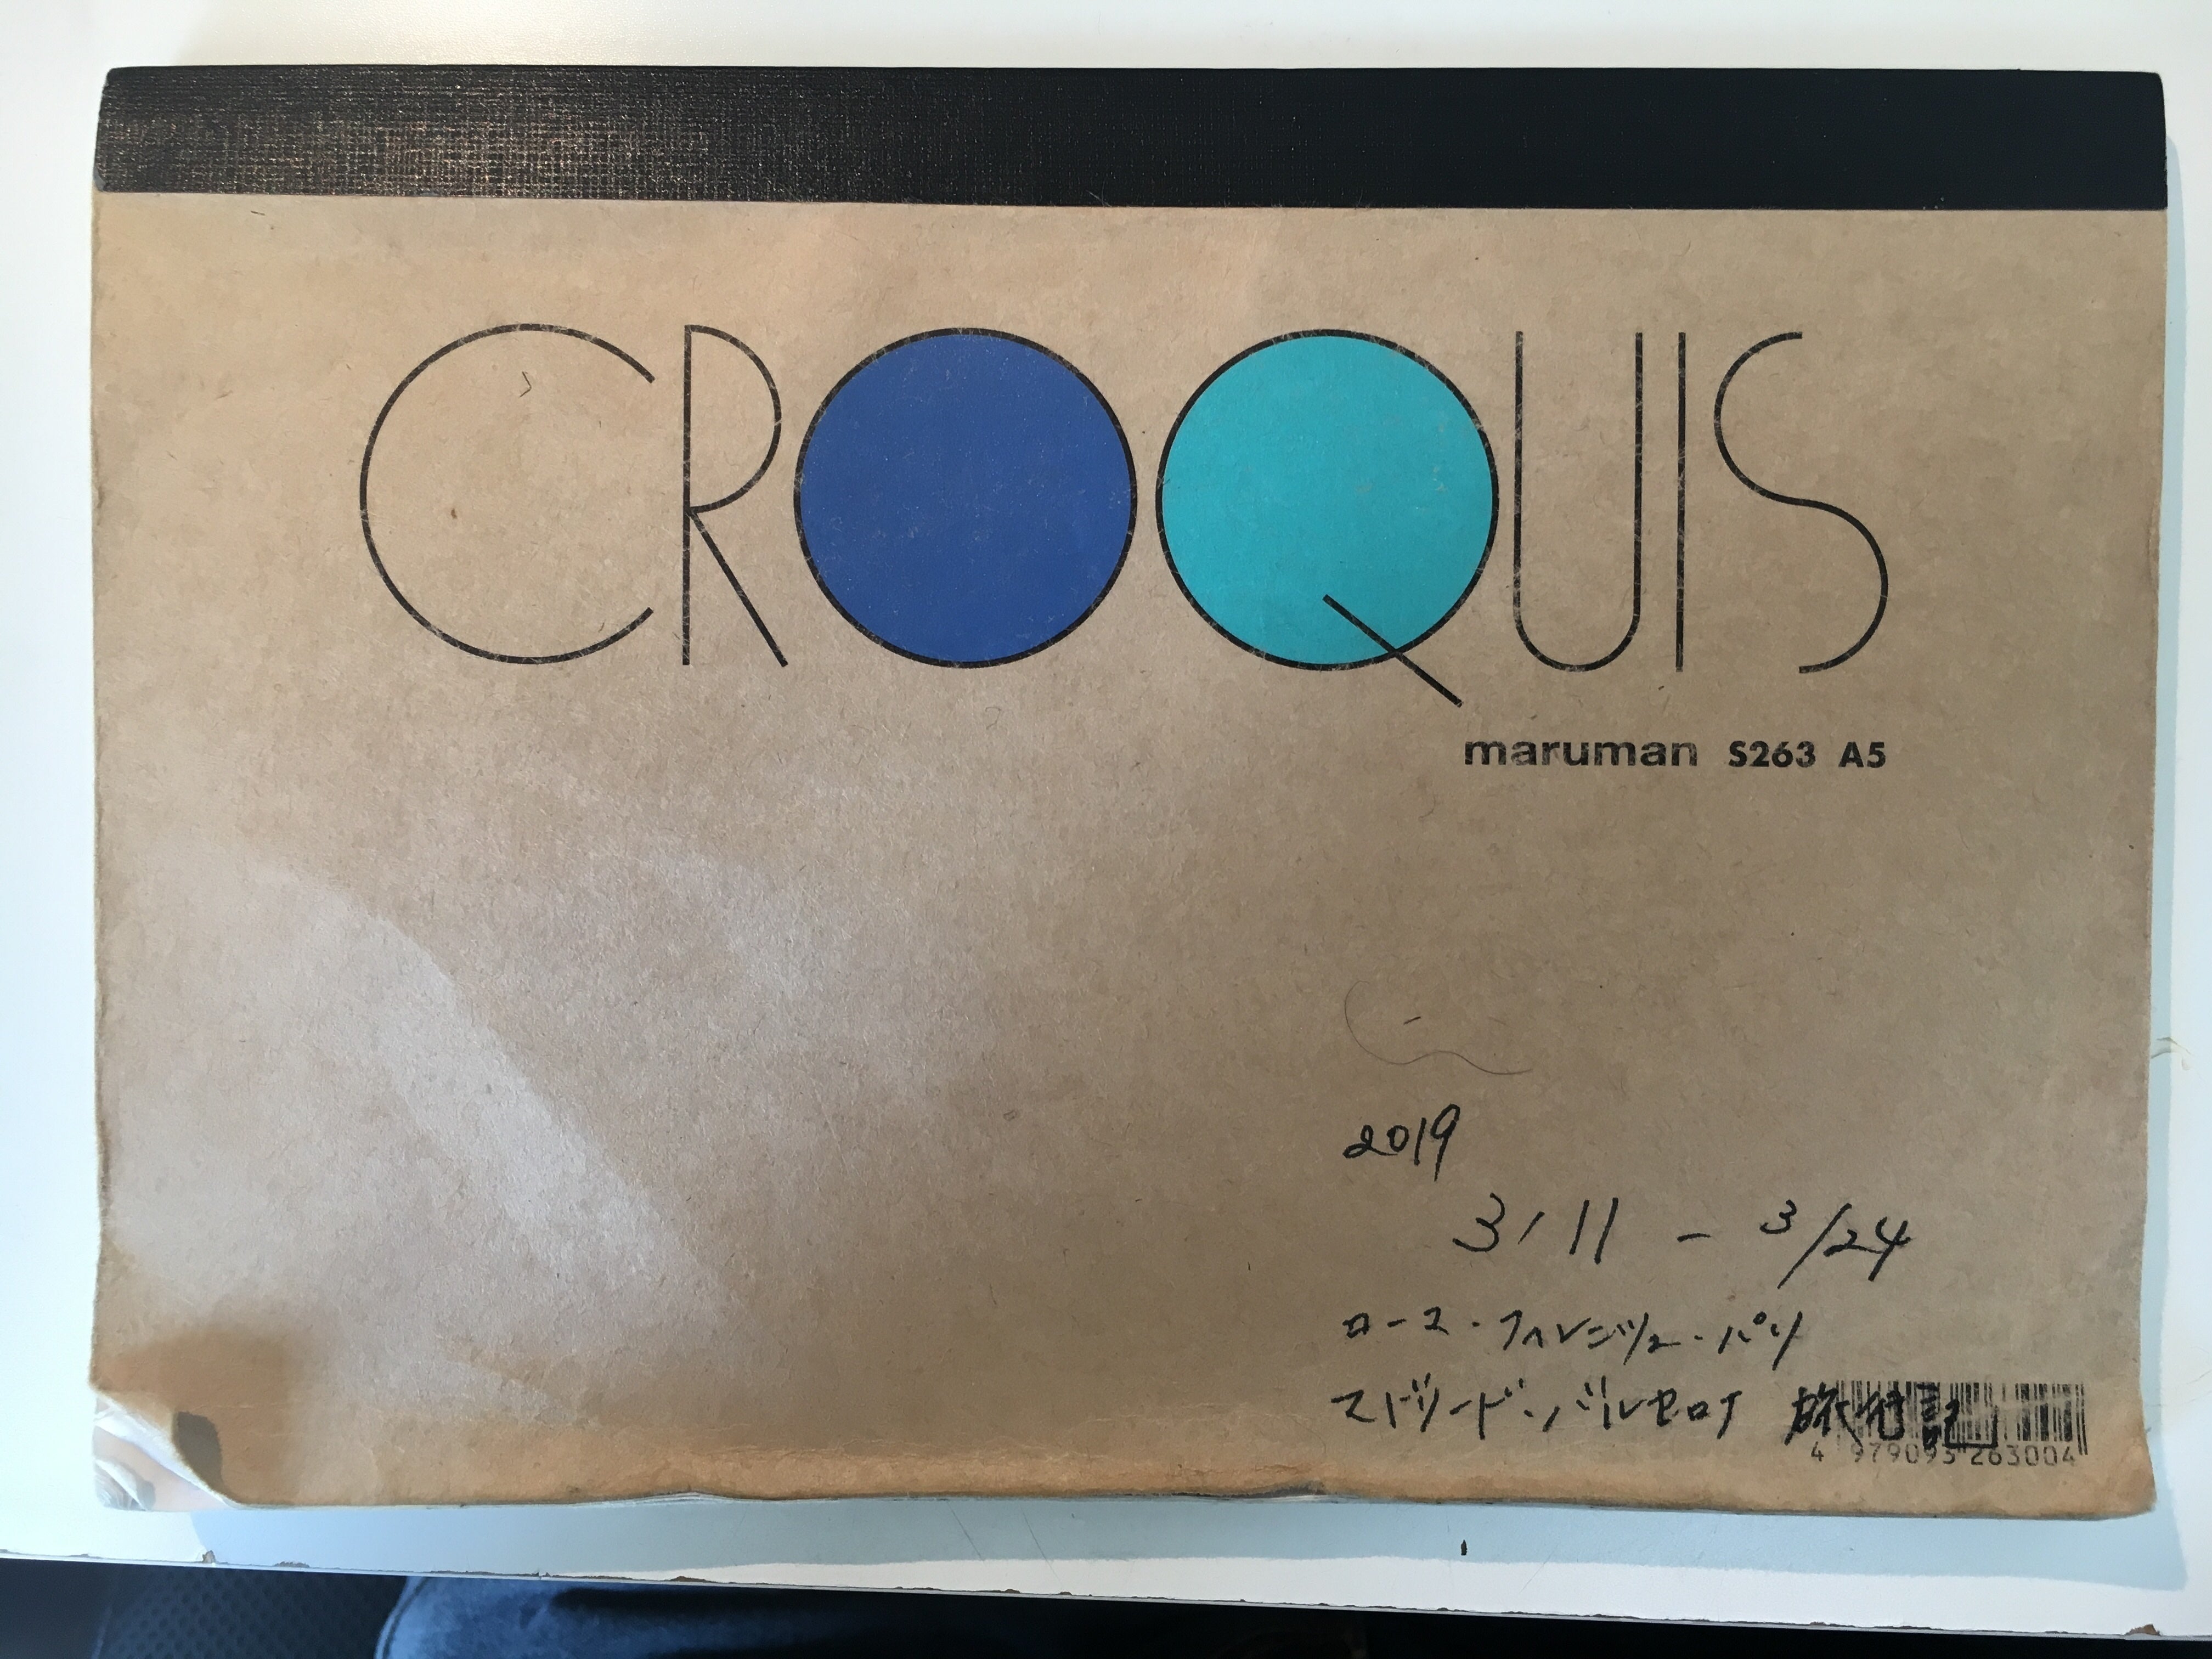 CROQUIS
maruman S263 A5
2019
3/11 - 3/24
ローマ・フィレンツェ・パリ
マドリード・バルセロナ 旅行記
4 979093 263004